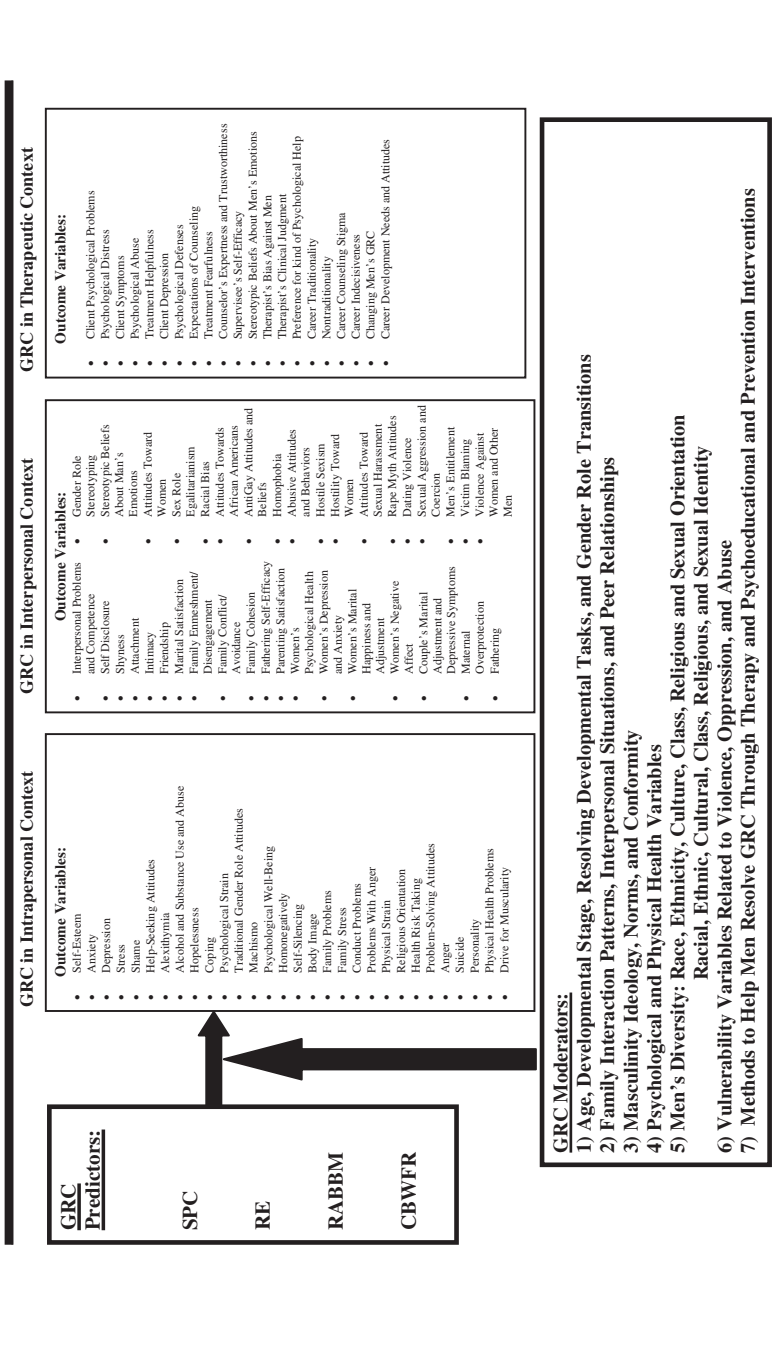 GRC in Intrapersonal Context
GRC in Interpersonal Context
GRC in Therapeutic Context
GRC
Predictors:
SPC
RE
RABBM
CBWFR
Outcome Variables:
• Self-Esteem
• Anxiety
• Depression
• Stress
• Shame
• Help-Seeking Attitudes
• Alexithymia
• Alcohol and Substance Use and Abuse
• Hopelessness
• Coping
• Psychological Strain
• Traditional Gender Role Attitudes
• Machismo
• Psychological Well-Being
• Homonegatively
• Self-Silencing
• Body Image
• Family Problems
• Family Stress
• Conduct Problems
• Problems With Anger
• Physical Strain
• Religious Orientation
• Health Risk Taking
• Problem-Solving Attitudes
• Anger
• Suicide
• Personality
• Physical Health Problems
• Drive for Muscularity
Outcome Variables:
• Interpersonal Problems
and Competence
• Self Disclosure
• Shyness
• Attachment
• Intimacy
• Friendship
• Marital Satisfaction
• Family Enmeshment/
Disengagement
• Family Conflict/
Avoidance
• Family Cohesion
• Fathering Self-Efficacy
• Parenting Satisfaction
• Women's
Psychological Health
• Women's Depression
and Anxiety
• Women's Marital
Happiness and
Adjustment
• Women's Negative
Affect
• Couple's Marital
Adjustment and
Depressive Symptoms
• Maternal
Overprotection
• Fathering
• Gender Role
Stereotyping
• Stereotypic Beliefs
About Man's
Emotions
• Attitudes Toward
Women
• Sex Role
Egalitarianism
• Racial Bias
• Attitudes Towards
African Americans
• AntiGay Attitudes and
Beliefs
• Homophobia
• Abusive Attitudes
and Behaviors
• Hostile Sexism
• Hostility Toward
Women
• Attitudes Toward
Sexual Harassment
• Rape Myth Attitudes
• Dating Violence
• Sexual Aggression and
Coercion
• Men's Entitlement
• Victim Blaming
• Violence Against
Women and Other
Men
Outcome Variables:
• Client Psychological Problems
• Psychological Distress
• Client Symptoms
• Psychological Abuse
• Treatment Helpfulness
• Client Depression
• Psychological Defenses
• Expectations of Counseling
• Treatment Fearfulness
• Counselor's Expertness and Trustworthiness
• Supervisee's Self-Efficacy
• Stereotypic Beliefs About Men's Emotions
• Therapist's Bias Against Men
• Therapist's Clinical Judgment
• Preference for kind of Psychological Help
• Career Traditionality
• Nontraditionality
• Career Counseling Stigma
• Career Indecisiveness
• Changing Men's GRC
• Career Development Needs and Attitudes
GRC Moderators:
1) Age, Developmental Stage, Resolving Developmental Tasks, and Gender Role Transitions
2) Family Interaction Patterns, Interpersonal Situations, and Peer Relationships
3) Masculinity Ideology, Norms, and Conformity
4) Psychological and Physical Health Variables
5) Men's Diversity: Race, Ethnicity, Culture, Class, Religious and Sexual Orientation
Racial, Ethnic, Cultural, Class, Religious, and Sexual Identity
6) Vulnerability Variables Related to Violence, Oppression, and Abuse
7) Methods to Help Men Resolve GRC Through Therapy and Psychoeducational and Prevention Interventions